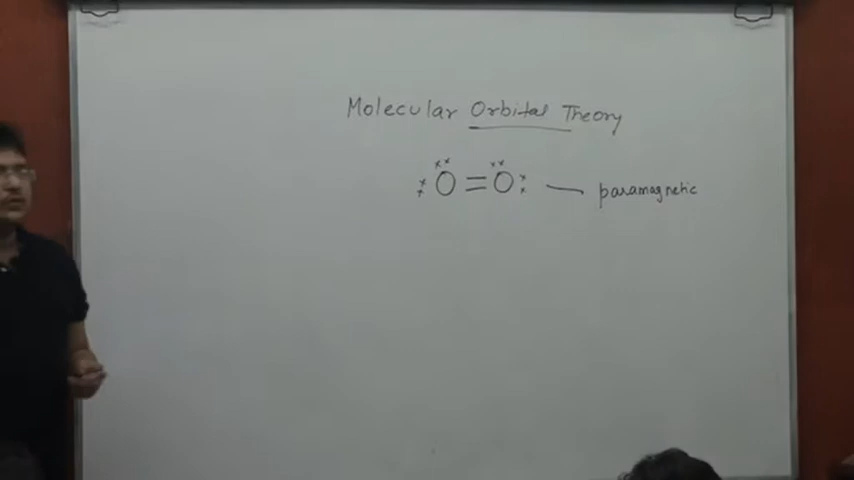 Molecular Orbital Theory
O = O — paramagnetic